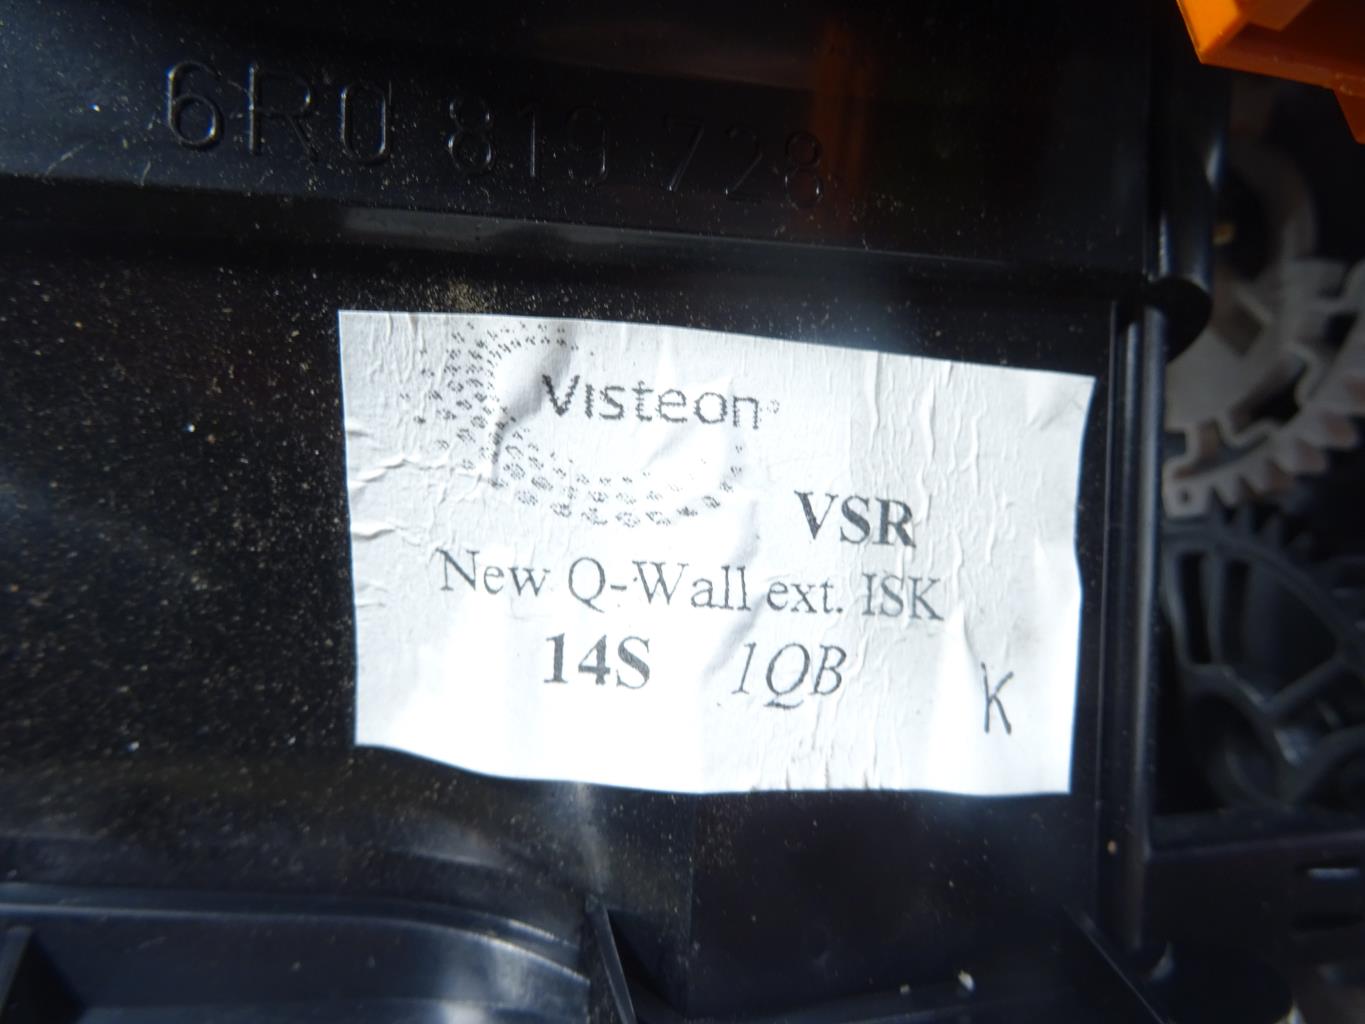 6R0 819 728
Visteon®
VSR
New Q-Wall ext. ISK
14S 1QB K